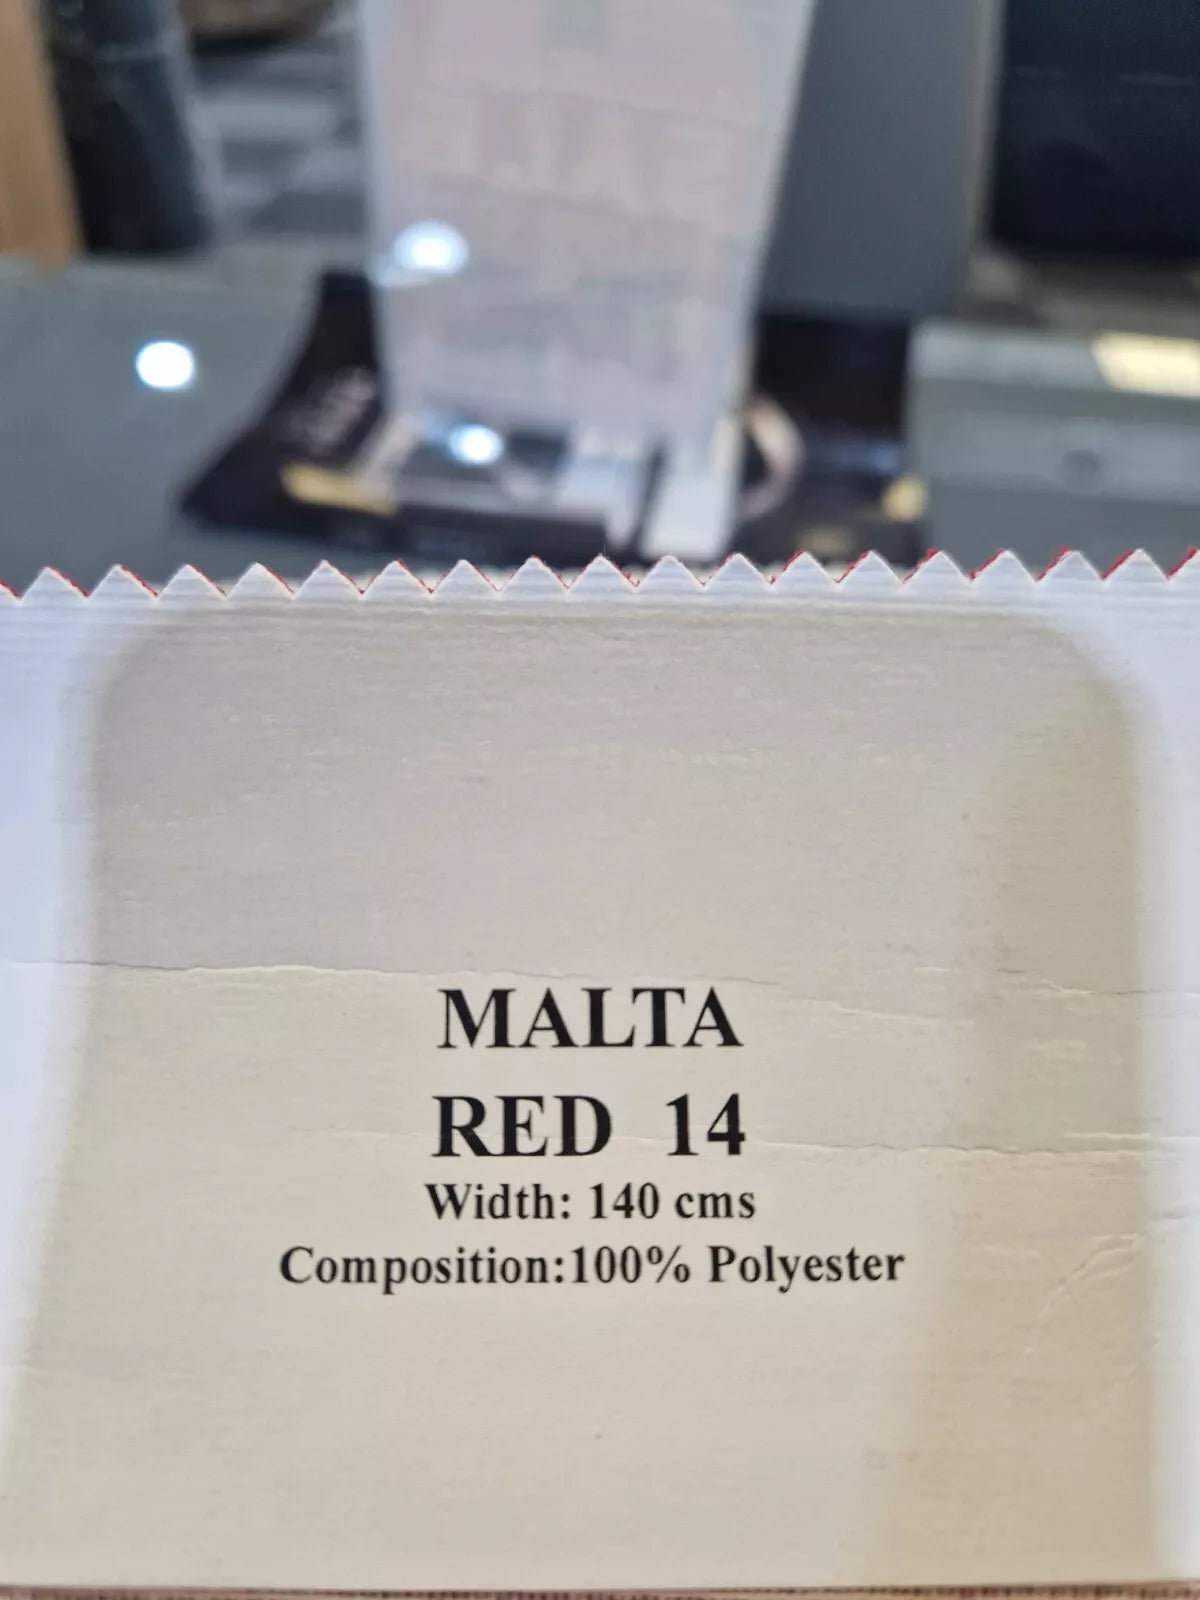 MALTA
RED 14
Width: 140 cms
Composition:100% Polyester